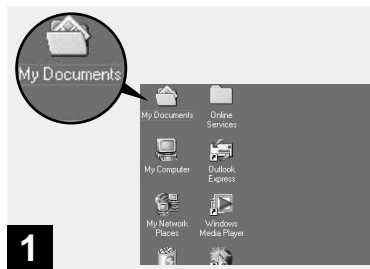 My Documents
My Documents
Online
Services
My Computer
Outlook
Express
My Network
Places
Windows
Media Player
1